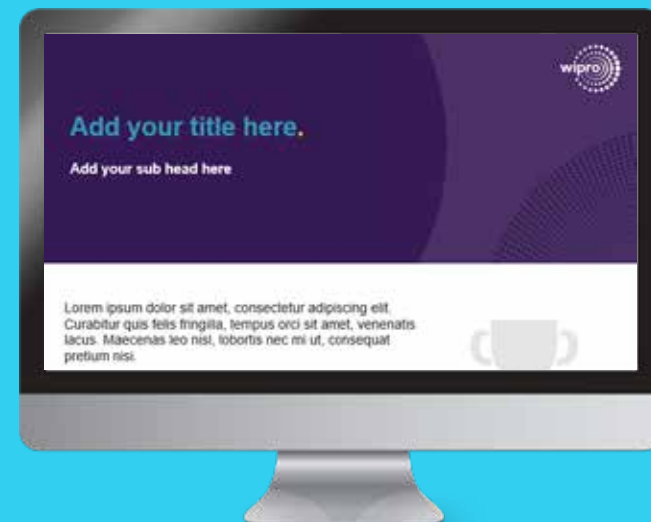 wipro
Add your title here.
Add your sub head here
Lorem ipsum dolor sit amet, consectetur adipiscing elit.
Curabitur quis felis fringilla, tempus orci sit amet, venenatis
lacus. Maecenas leo nisl, lobortis nec mi ut, consequat
pretium nisi.